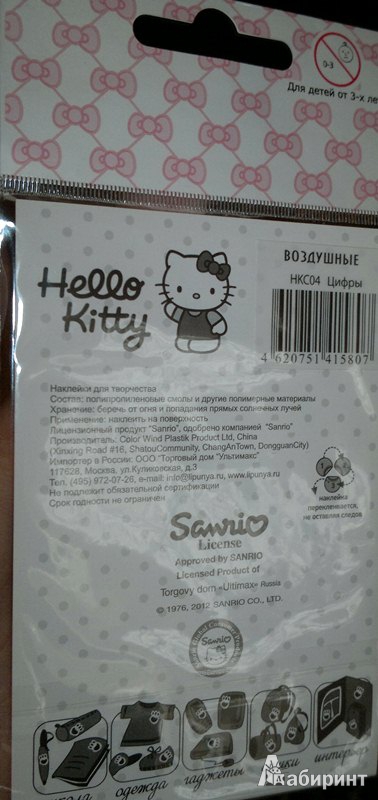 0-3
Для детей от 3-х ле
ВОЗДУШНЫЕ
НКС04 Цифры
4 620751 415807
Hello
Kitty
Наклейки для творчества
Состав: полипропиленовые смолы и другие полимерные материалы
Хранение: беречь от огня и попадания прямых солнечных лучей
Применение: наклеить на поверхность
Лицензионный продукт "Sanrio", одобрено компанией "Sanrio"
Производитель: Color Wind Plastik Product Ltd, China
(Xinxing Road #16, ShatouCommunity, ChangAnTown, DongguanCity)
Импортер в России: ООО "Торговый дом "Ультимакс"
117628, Москва, ул.Куликовская, д.3
Тел. (495) 972-07-26, e-mail: info@lipunya.ru, www.lipunya.ru
Не подлежит обязательной сертификации
Срок годности не ограничен
наклейка
переклеивается,
не оставляя следов
Sanrio
License
Approved by SANRIO
Licensed Product of
Torgovy dom «Ultimax» Russia
© 1976, 2012 SANRIO CO., LTD.
Sanrio
одежда
гаджеты
интерьер
Лабиринт